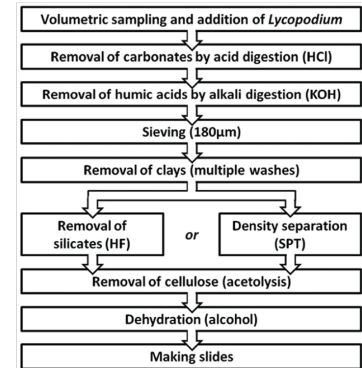 Volumetric sampling and addition of Lycopodium
Removal of carbonates by acid digestion (HCl)
Removal of humic acids by alkali digestion (KOH)
Sieving (180µm)
Removal of clays (multiple washes)
Removal of
silicates (HF)
or
Density separation
(SPT)
Removal of cellulose (acetolysis)
Dehydration (alcohol)
Making slides